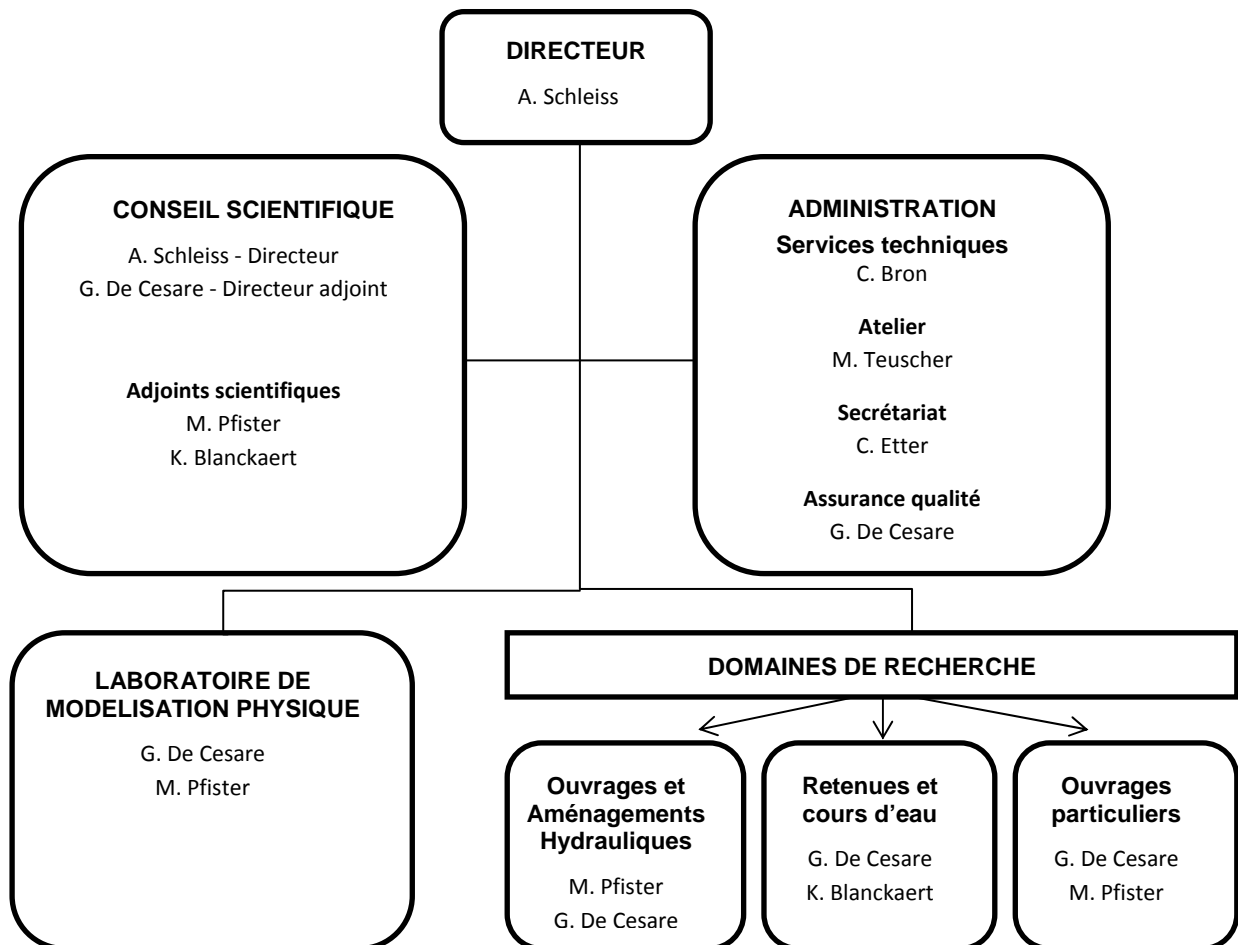 DIRECTEUR
A. Schleiss
CONSEIL SCIENTIFIQUE
A. Schleiss - Directeur
G. De Cesare - Directeur adjoint
Adjoints scientifiques
M. Pfister
K. Blanckaert
ADMINISTRATION
Services techniques
C. Bron
Atelier
M. Teuscher
Secrétariat
C. Etter
Assurance qualité
G. De Cesare
LABORATOIRE DE
MODELISATION PHYSIQUE
G. De Cesare
M. Pfister
DOMAINES DE RECHERCHE
Ouvrages et
Aménagements
Hydrauliques
M. Pfister
G. De Cesare
Retenues et
cours d'eau
G. De Cesare
K. Blanckaert
Ouvrages
particuliers
G. De Cesare
M. Pfister